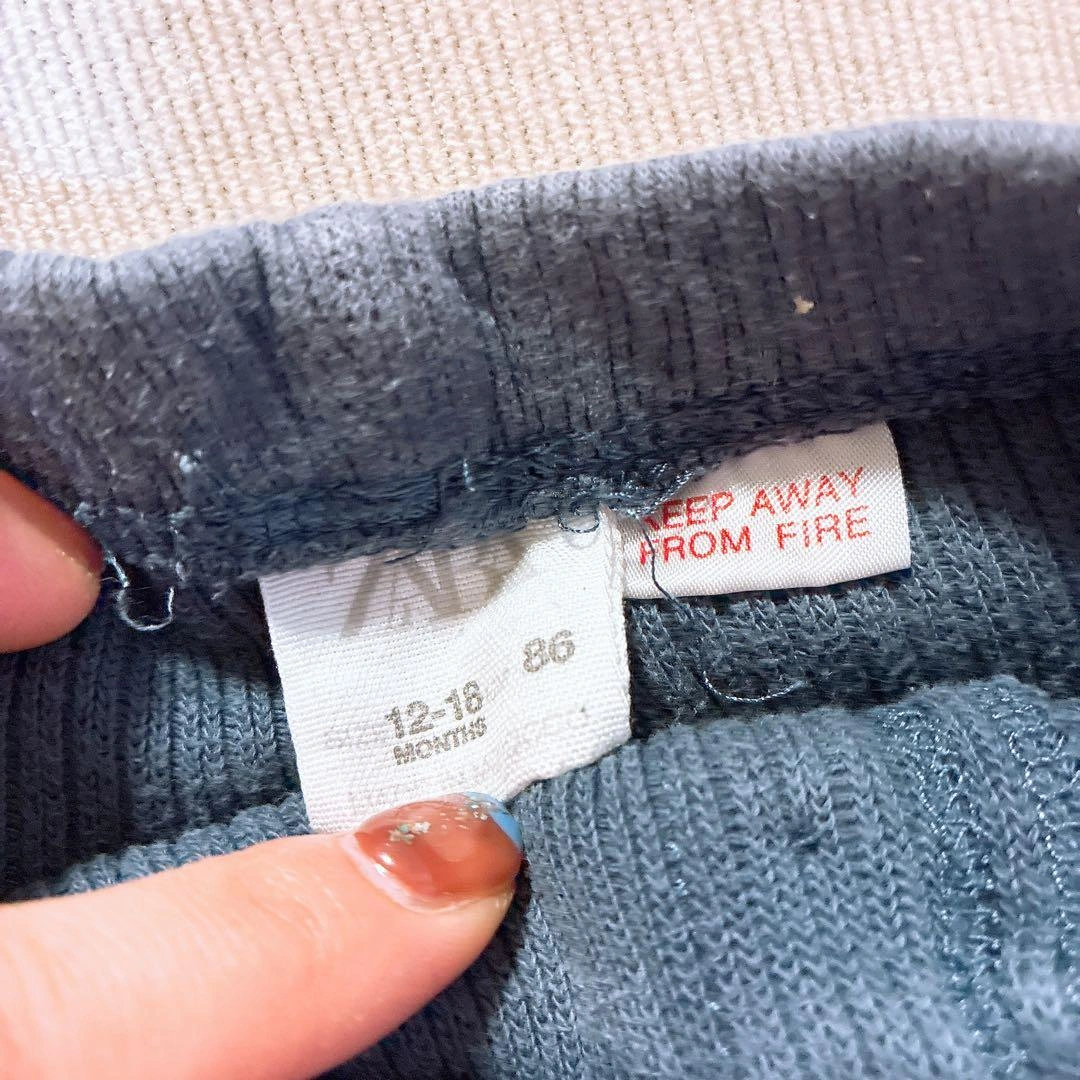 KEEP AWAY
FROM FIRE
86
12-18
MONTHS